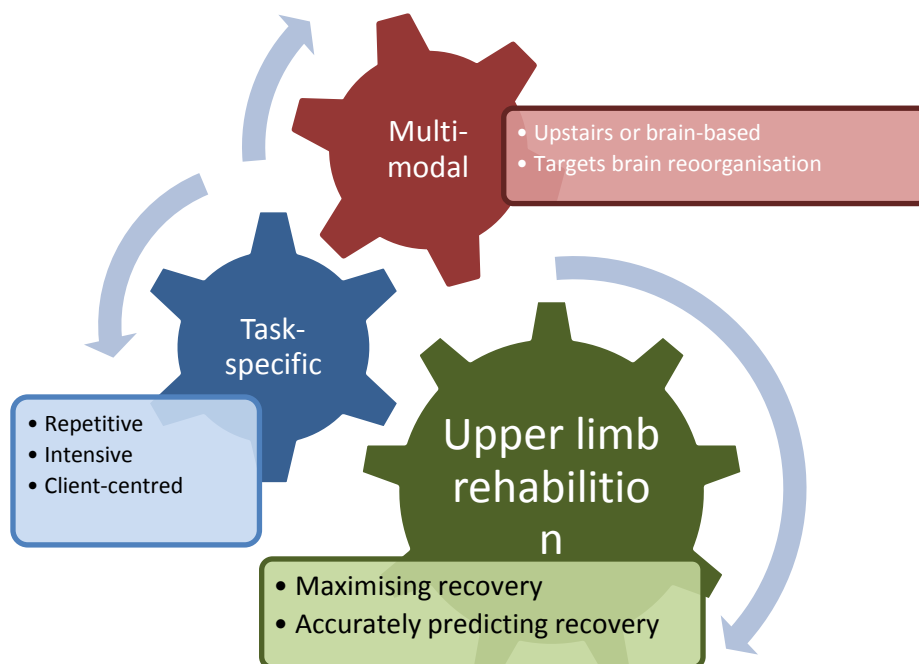 Multi-
modal
• Upstairs or brain-based
• Targets brain reorganisation
Task-
specific
• Repetitive
• Intensive
• Client-centred
Upper limb
rehabilitio
n
• Maximising recovery
• Accurately predicting recovery